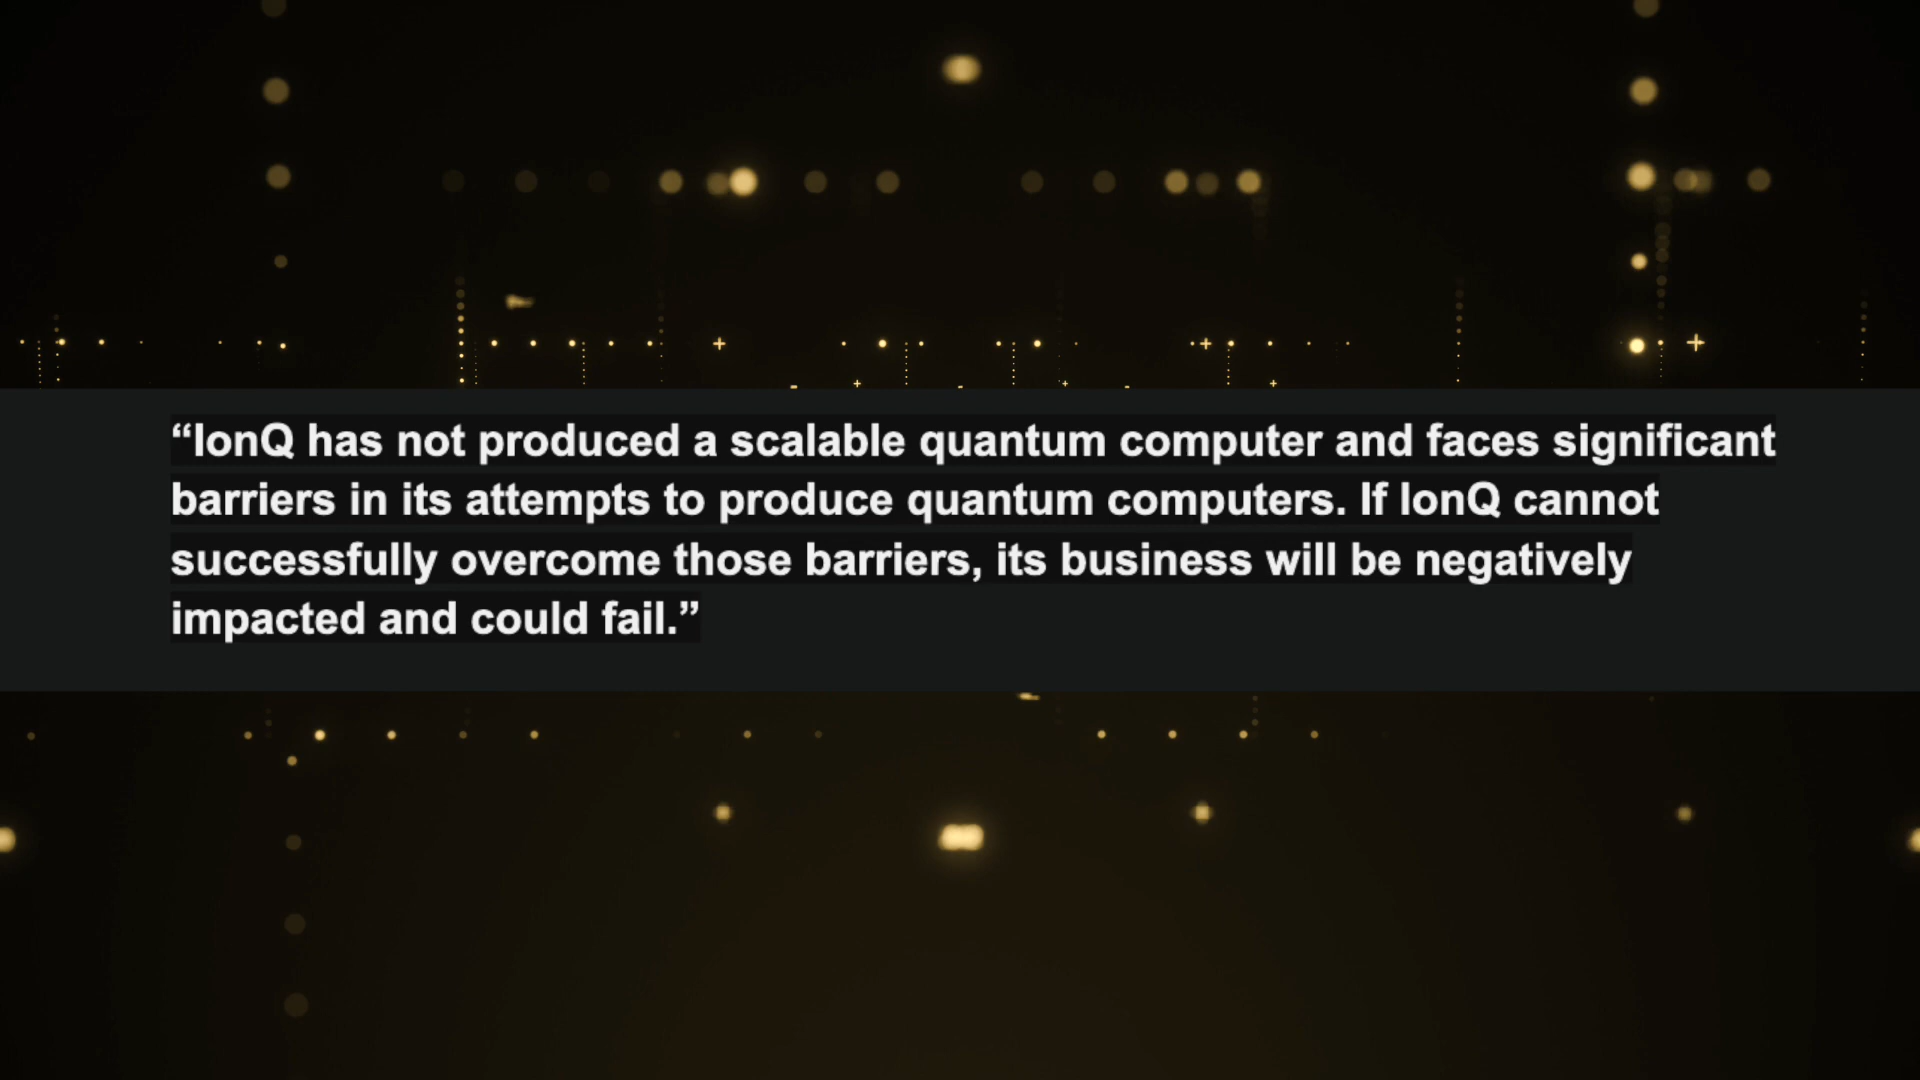 “IonQ has not produced a scalable quantum computer and faces significant
barriers in its attempts to produce quantum computers. If IonQ cannot
successfully overcome those barriers, its business will be negatively
impacted and could fail.”